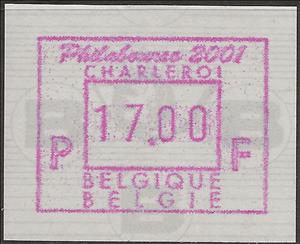 Philabourse 2001
CHARLEROI
17.00
P F
BELGIQUE
BELGIE